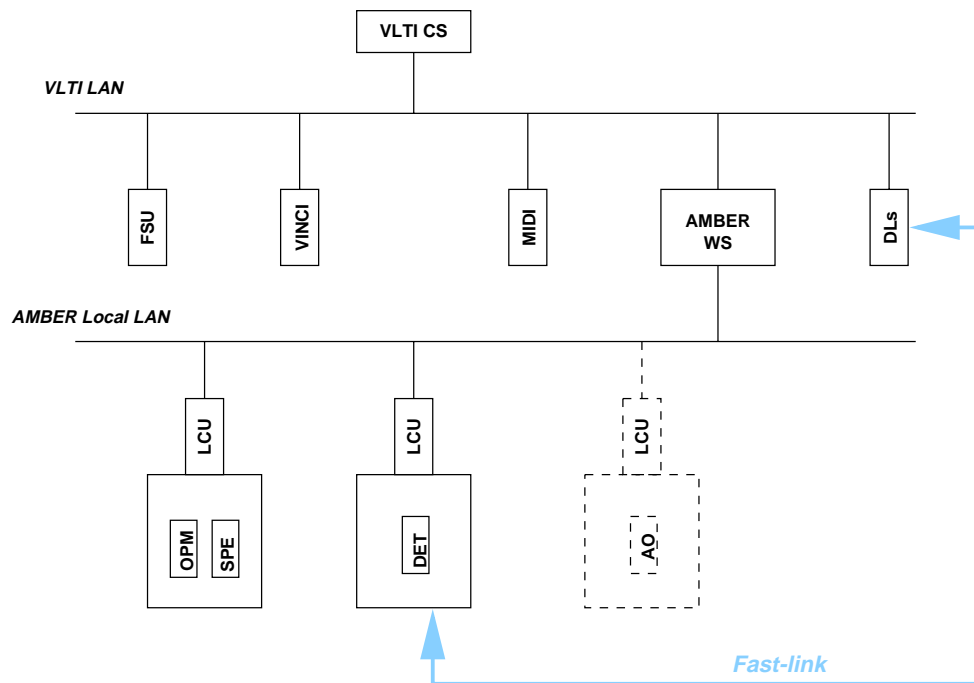 VLTI CS
VLTI LAN
FSU
VINCI
MIDI
AMBER
WS
DLs
AMBER Local LAN
LCU
LCU
LCU
OPM
SPE
DET
AO
Fast-link